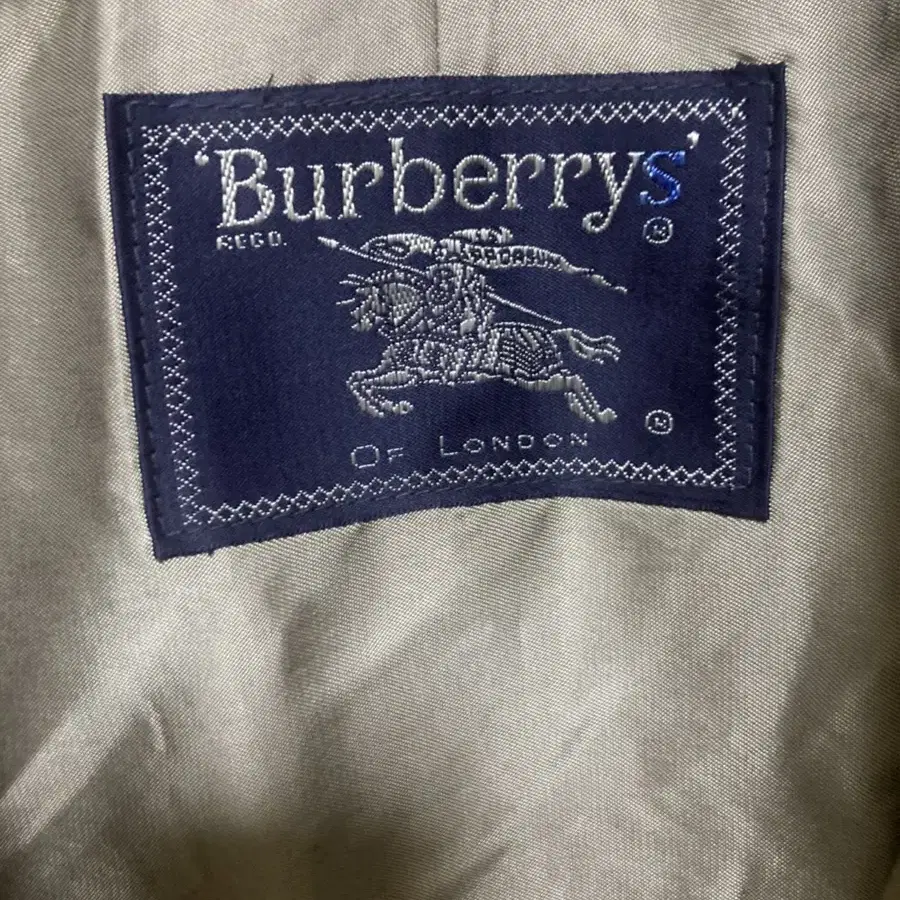 'Burberrys'
REGD.
PRORSUM
OF LONDON